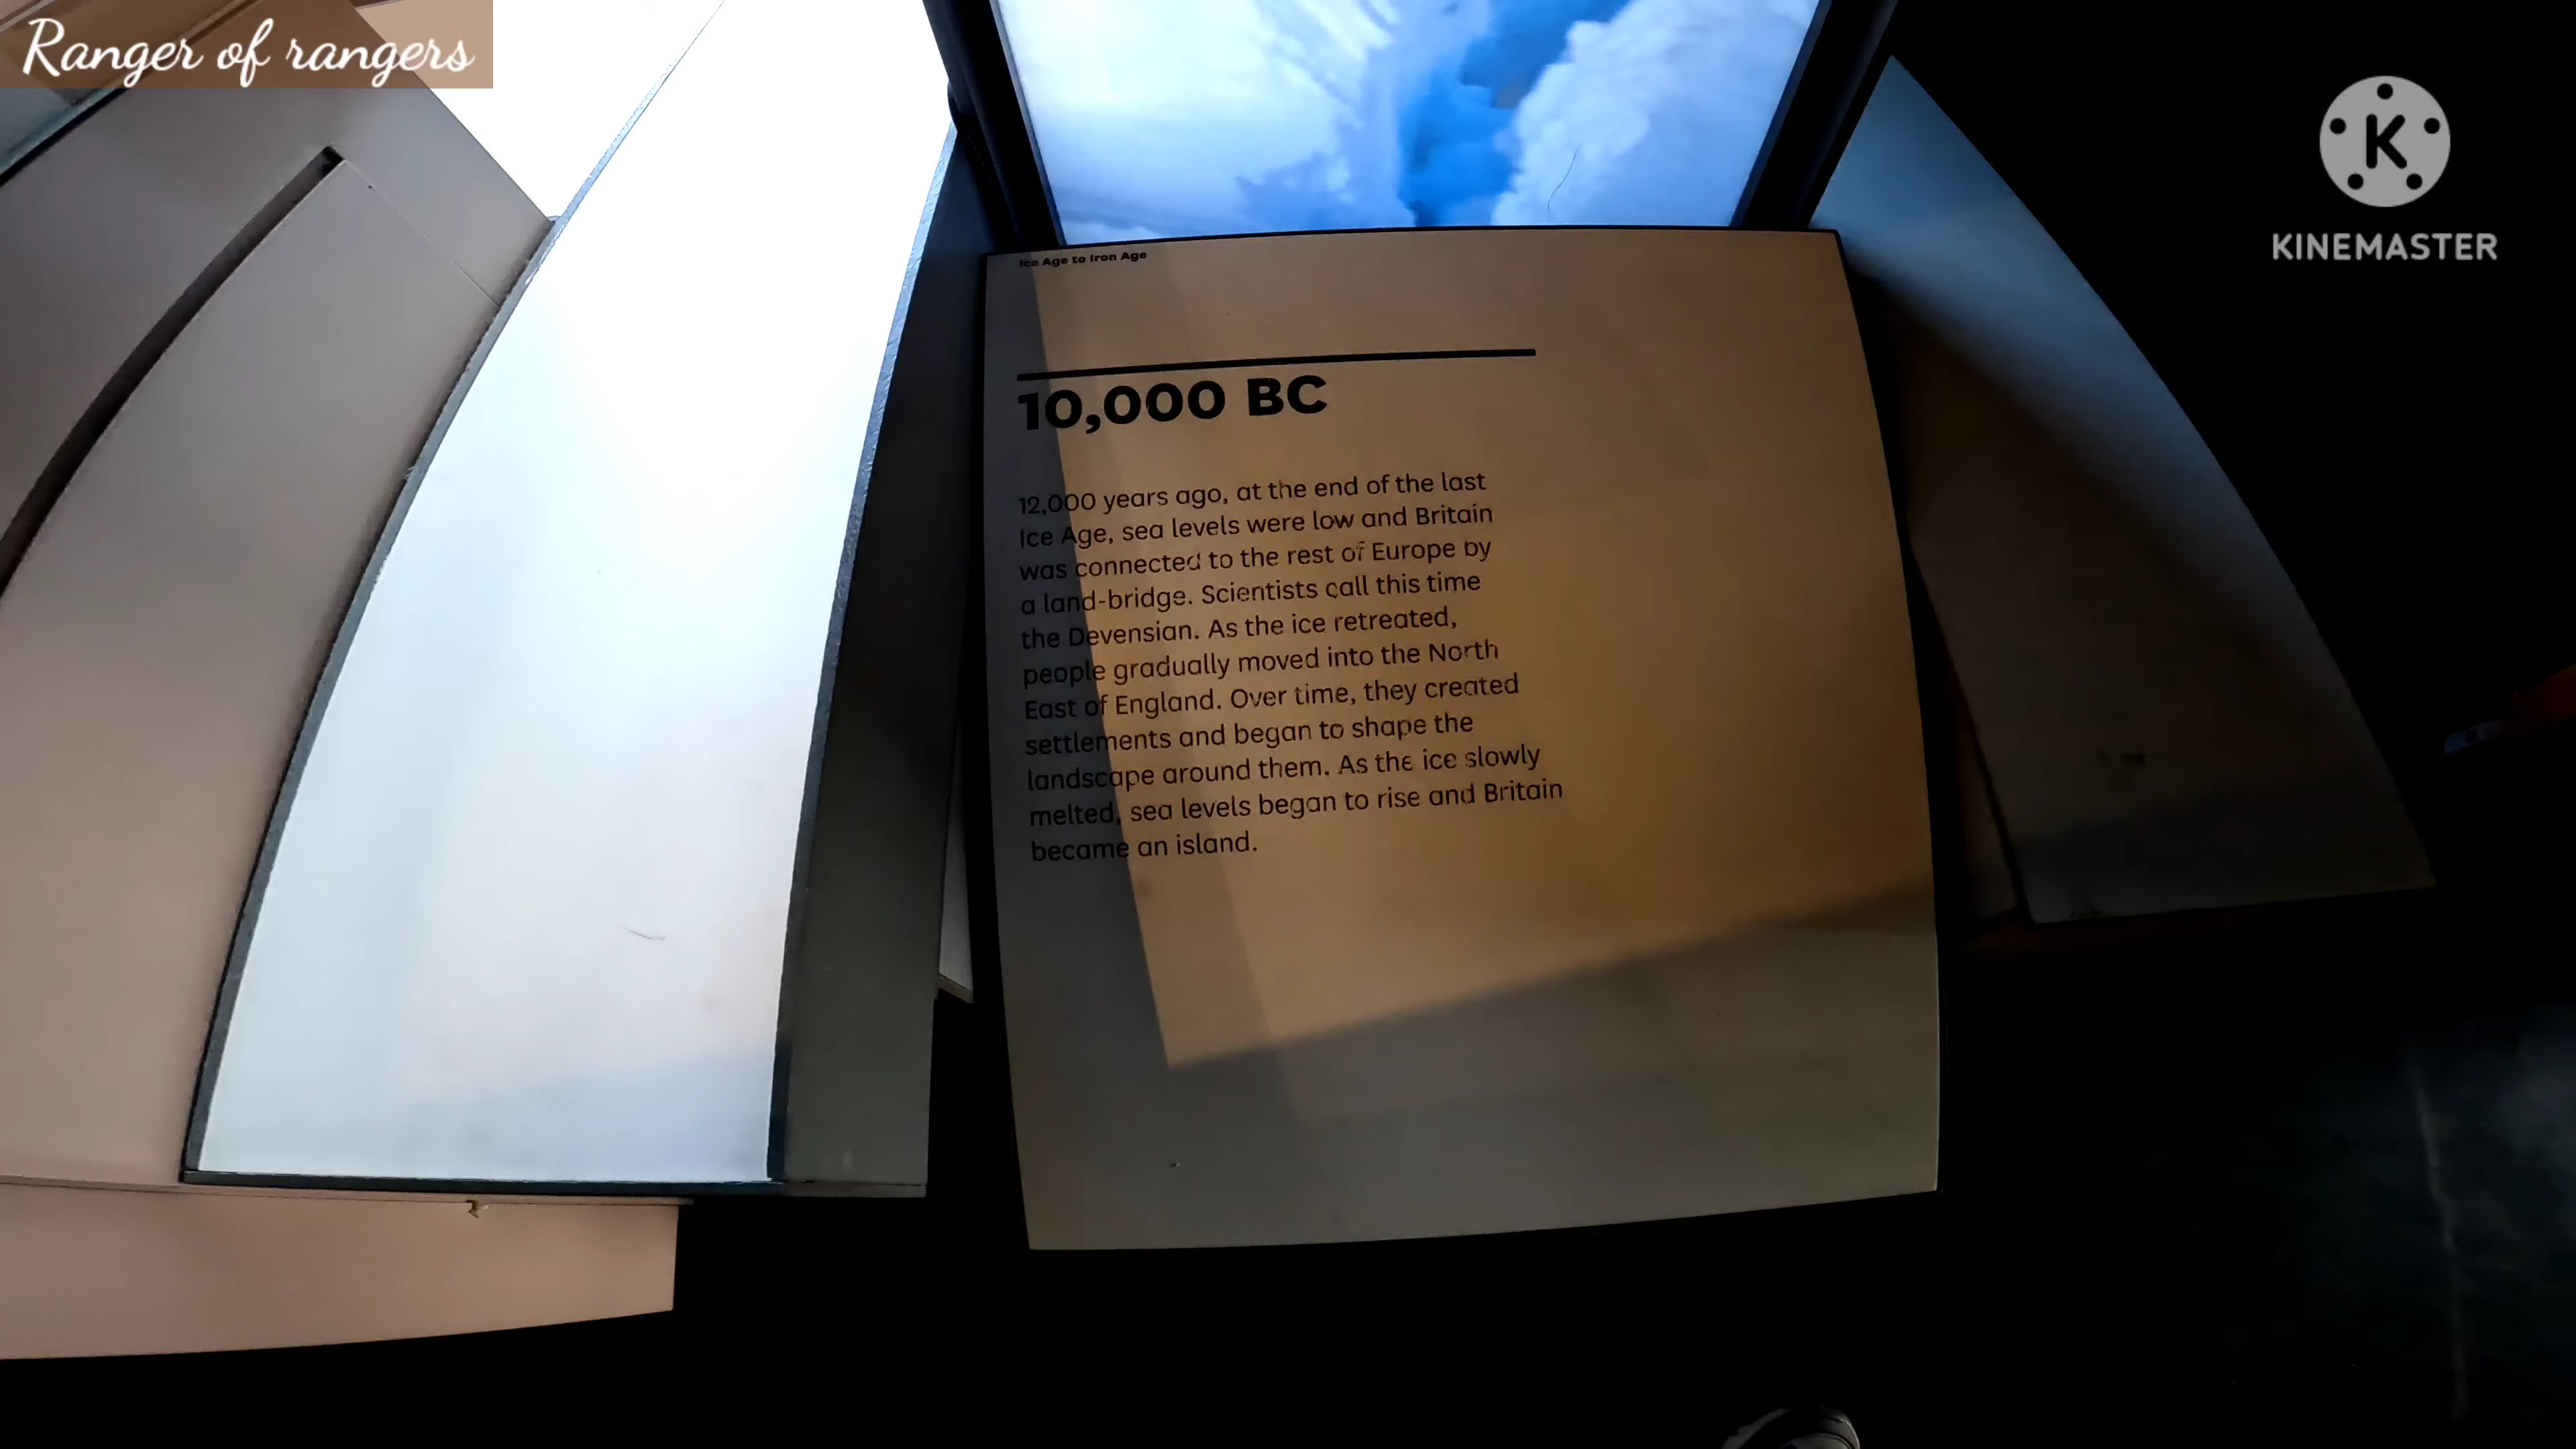 Ranger of rangers
K
KINEMASTER
Ice Age to Iron Age
10,000 BC
12,000 years ago, at the end of the last
Ice Age, sea levels were low and Britain
was connected to the rest of Europe by
a land-bridge. Scientists call this time
the Devensian. As the ice retreated,
people gradually moved into the North
East of England. Over time, they created
settlements and began to shape the
landscape around them. As the ice slowly
melted, sea levels began to rise and Britain
became an island.